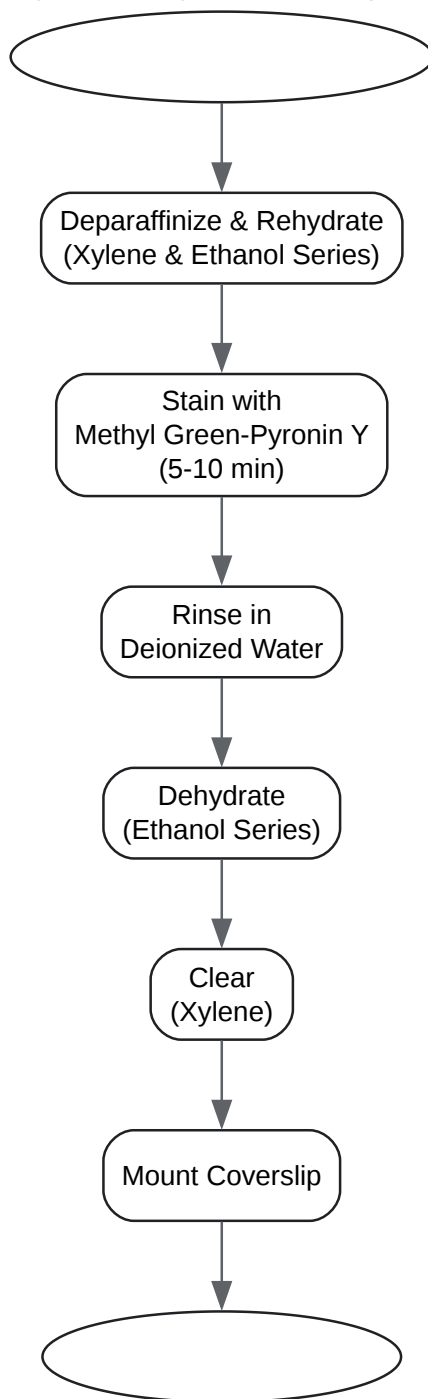 Deparaffinize & Rehydrate
(Xylene & Ethanol Series)
Stain with
Methyl Green-Pyronin Y
(5-10 min)
Rinse in
Deionized Water
Dehydrate
(Ethanol Series)
Clear
(Xylene)
Mount Coverslip